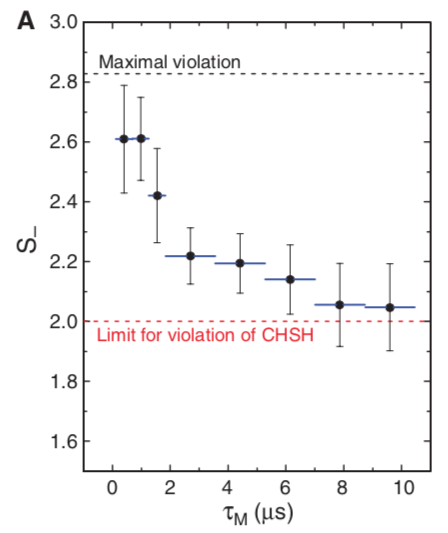 A
3.0
Maximal violation
2.8
2.6
2.4
S_
2.2
2.0
Limit for violation of CHSH
1.8
1.6
0 2 4 6 8 10
τM (μs)